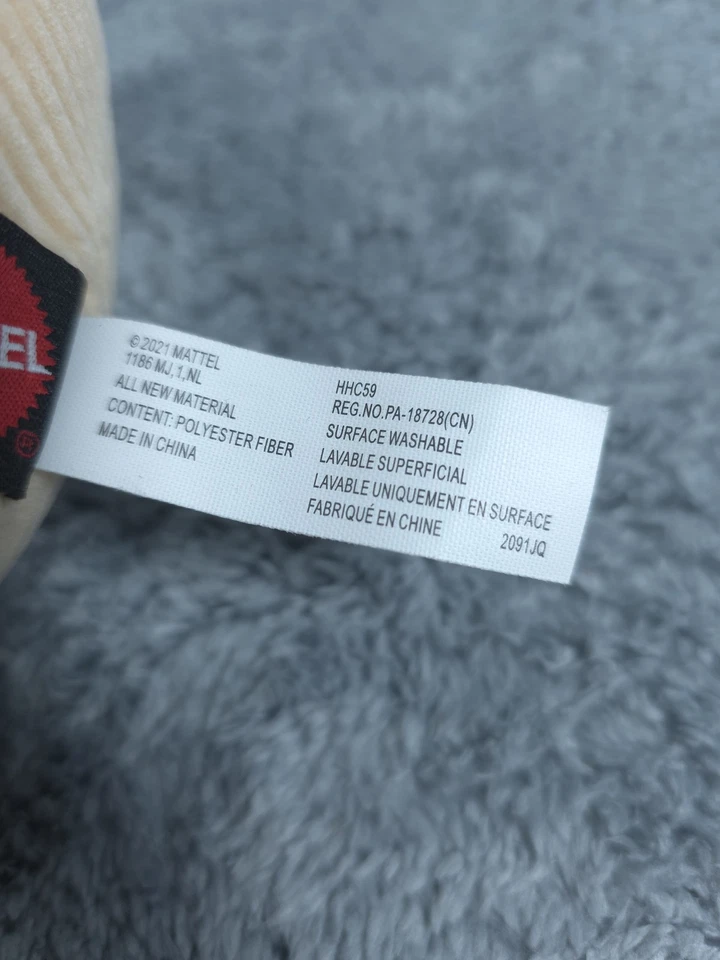 EL
© 2021 MATTEL
1186 MJ,1,NL
ALL NEW MATERIAL
CONTENT: POLYESTER FIBER
MADE IN CHINA
HHC59
REG.NO.PA-18728(CN)
SURFACE WASHABLE
LAVABLE SUPERFICIAL
LAVABLE UNIQUEMENT EN SURFACE
FABRIQUÉ EN CHINE
2091JQ